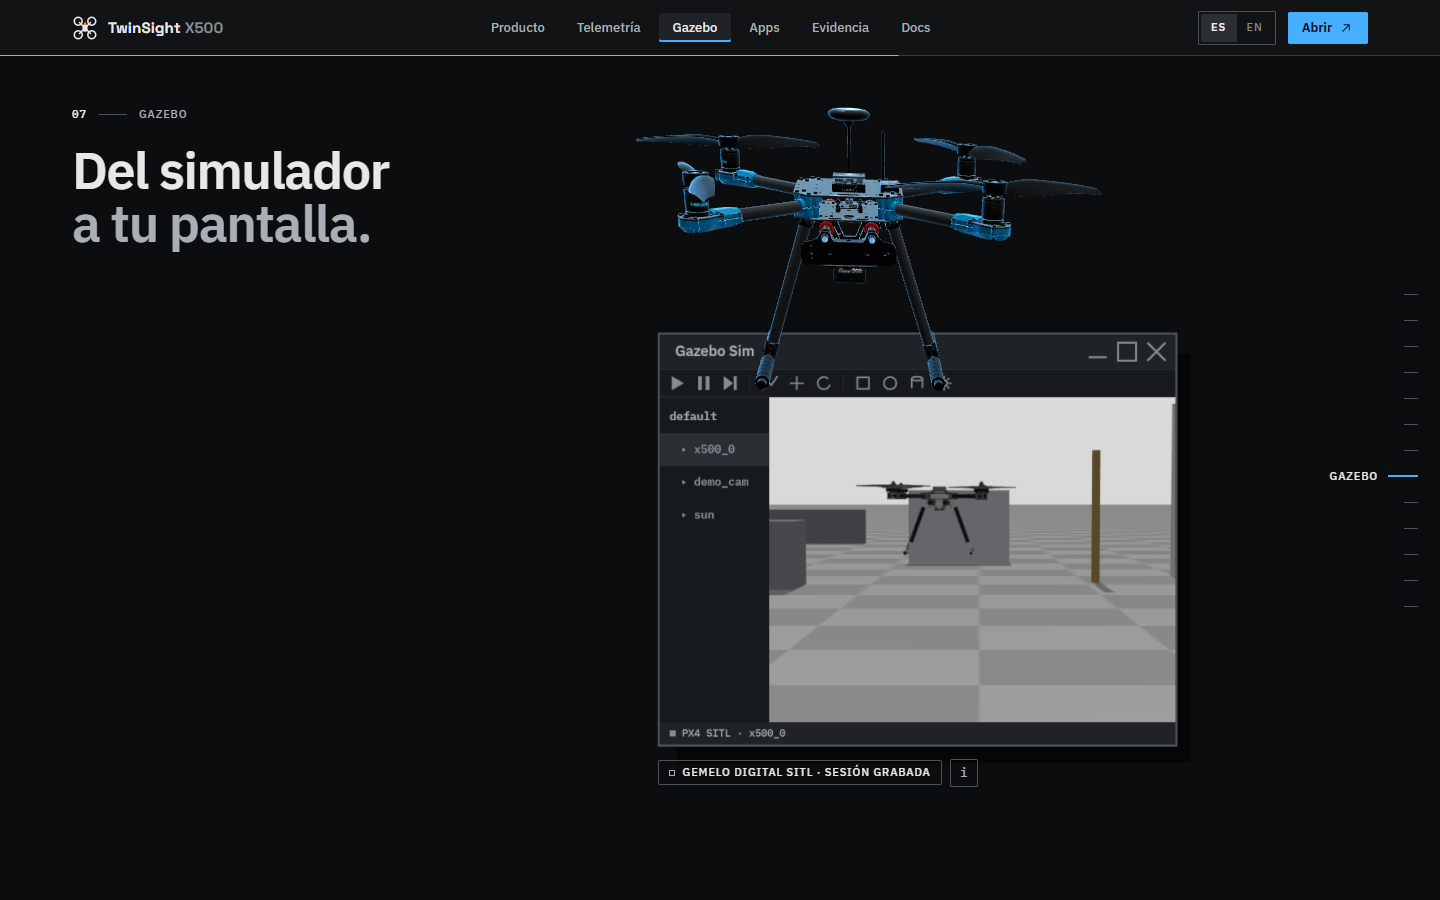 TwinSight X500
Producto
Telemetría
Gazebo
Apps
Evidencia
Docs
ES
EN
Abrir
07
GAZEBO
Del simulador
a tu pantalla.
Gazebo Sim
default
x500_0
demo_cam
sun
PX4 SITL · x500_0
GEMELO DIGITAL SITL · SESIÓN GRABADA
i
GAZEBO